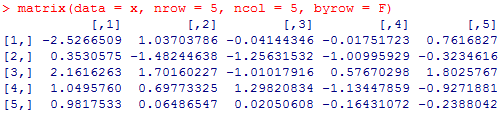 > matrix(data = x, nrow = 5, ncol = 5, byrow = F)
[,1] [,2] [,3] [,4] [,5]
[1,] -2.5266509 1.03703786 -0.04144346 -0.01751723 0.7616827
[2,] 0.3530575 -1.48244638 -1.25631532 -1.00995929 -0.3234616
[3,] 2.1616263 1.70160227 -1.01017916 0.57670298 1.8025767
[4,] 1.0495760 0.69773325 1.29820834 -1.13447859 -0.9271881
[5,] 0.9817533 0.06486547 0.02050608 -0.16431072 -0.2388042